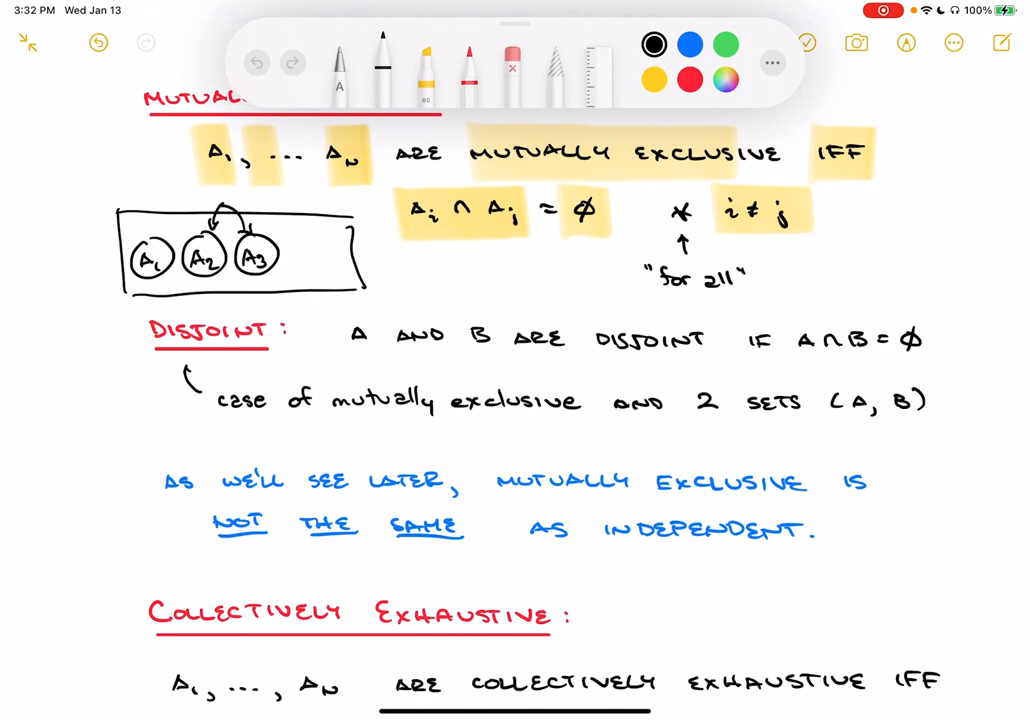 3:32 PM Wed Jan 13
100%
A
80
MUTUAL
A₁, ... Aₙ ARE MUTUALLY EXCLUSIVE IFF
Aᵢ ∩ Aⱼ = ∅ * i ≠ j
"for all"
A₁ A₂ A₃
DISJOINT: A AND B ARE DISJOINT IF A∩B = ∅
case of mutually exclusive AND 2 SETS (A, B)
AS WE'LL SEE LATER, MUTUALLY EXCLUSIVE IS
NOT THE SAME AS INDEPENDENT.
COLLECTIVELY EXHAUSTIVE:
A₁, ..., Aₙ ARE COLLECTIVELY EXHAUSTIVE IFF